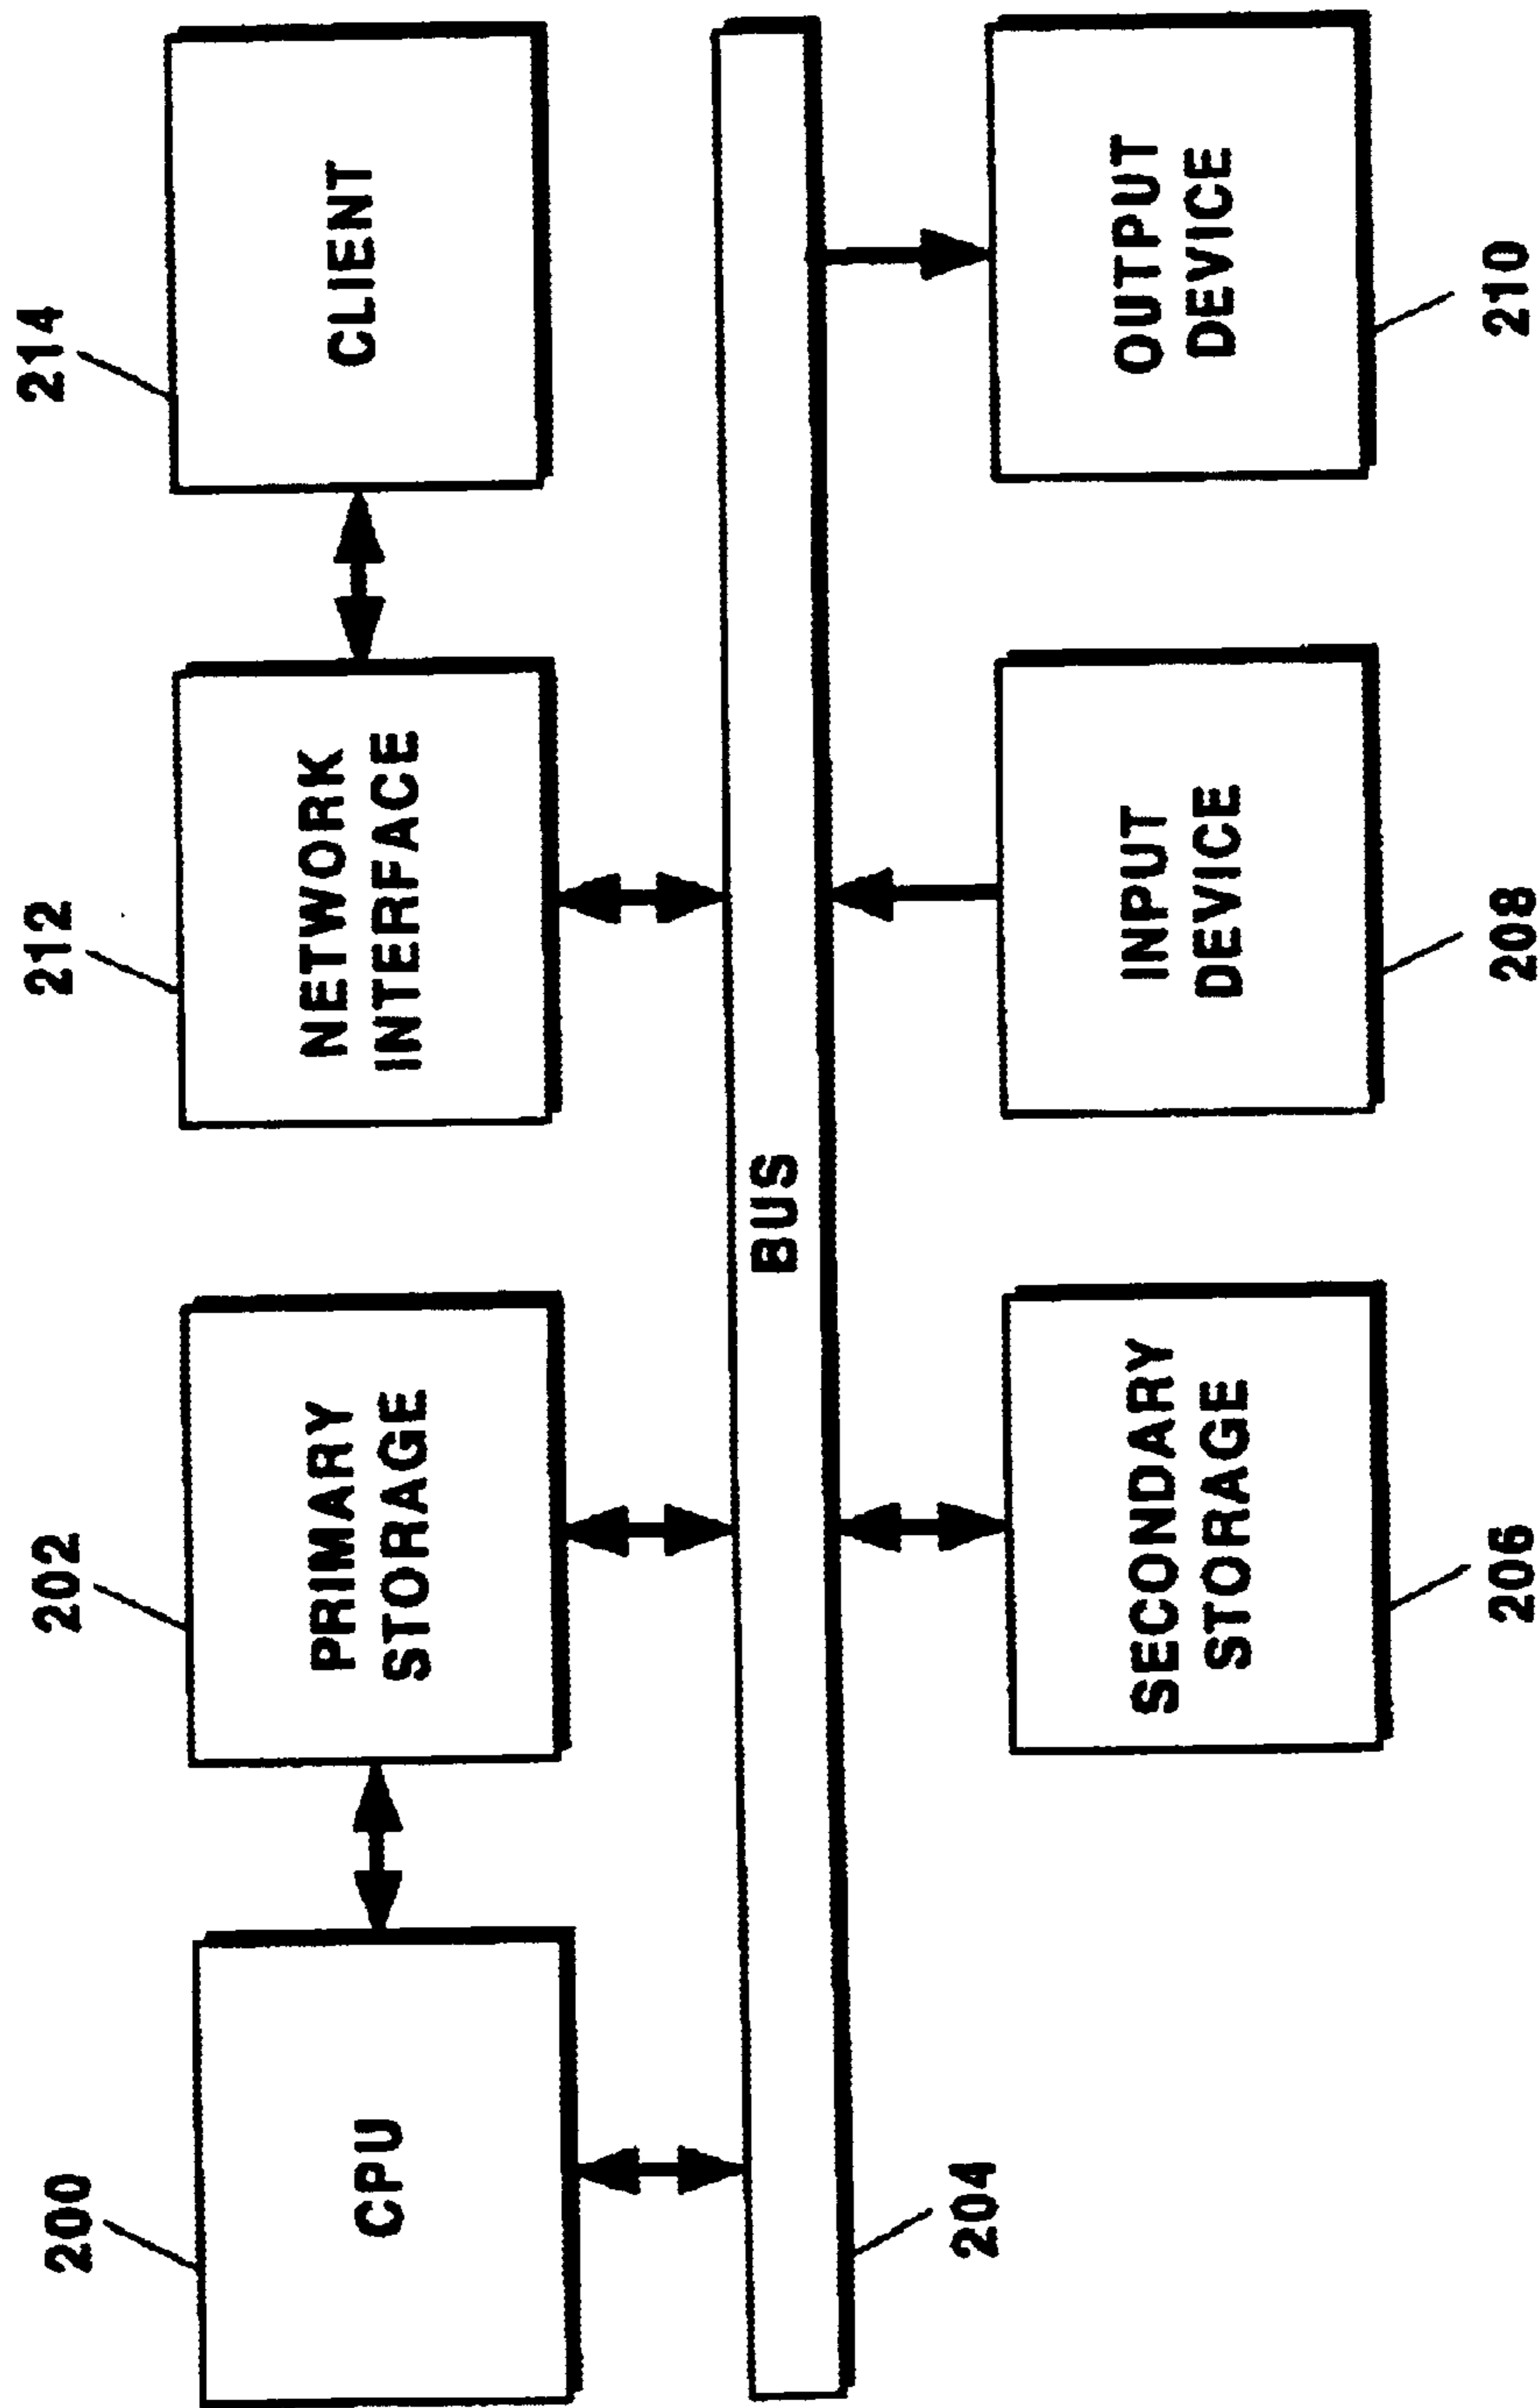 200
202
212
214
CPU
PRIMARY
STORAGE
NETWORK
INTERFACE
CLIENT
BUS
204
SECONDARY
STORAGE
INPUT
DEVICE
OUTPUT
DEVICE
206
208
210